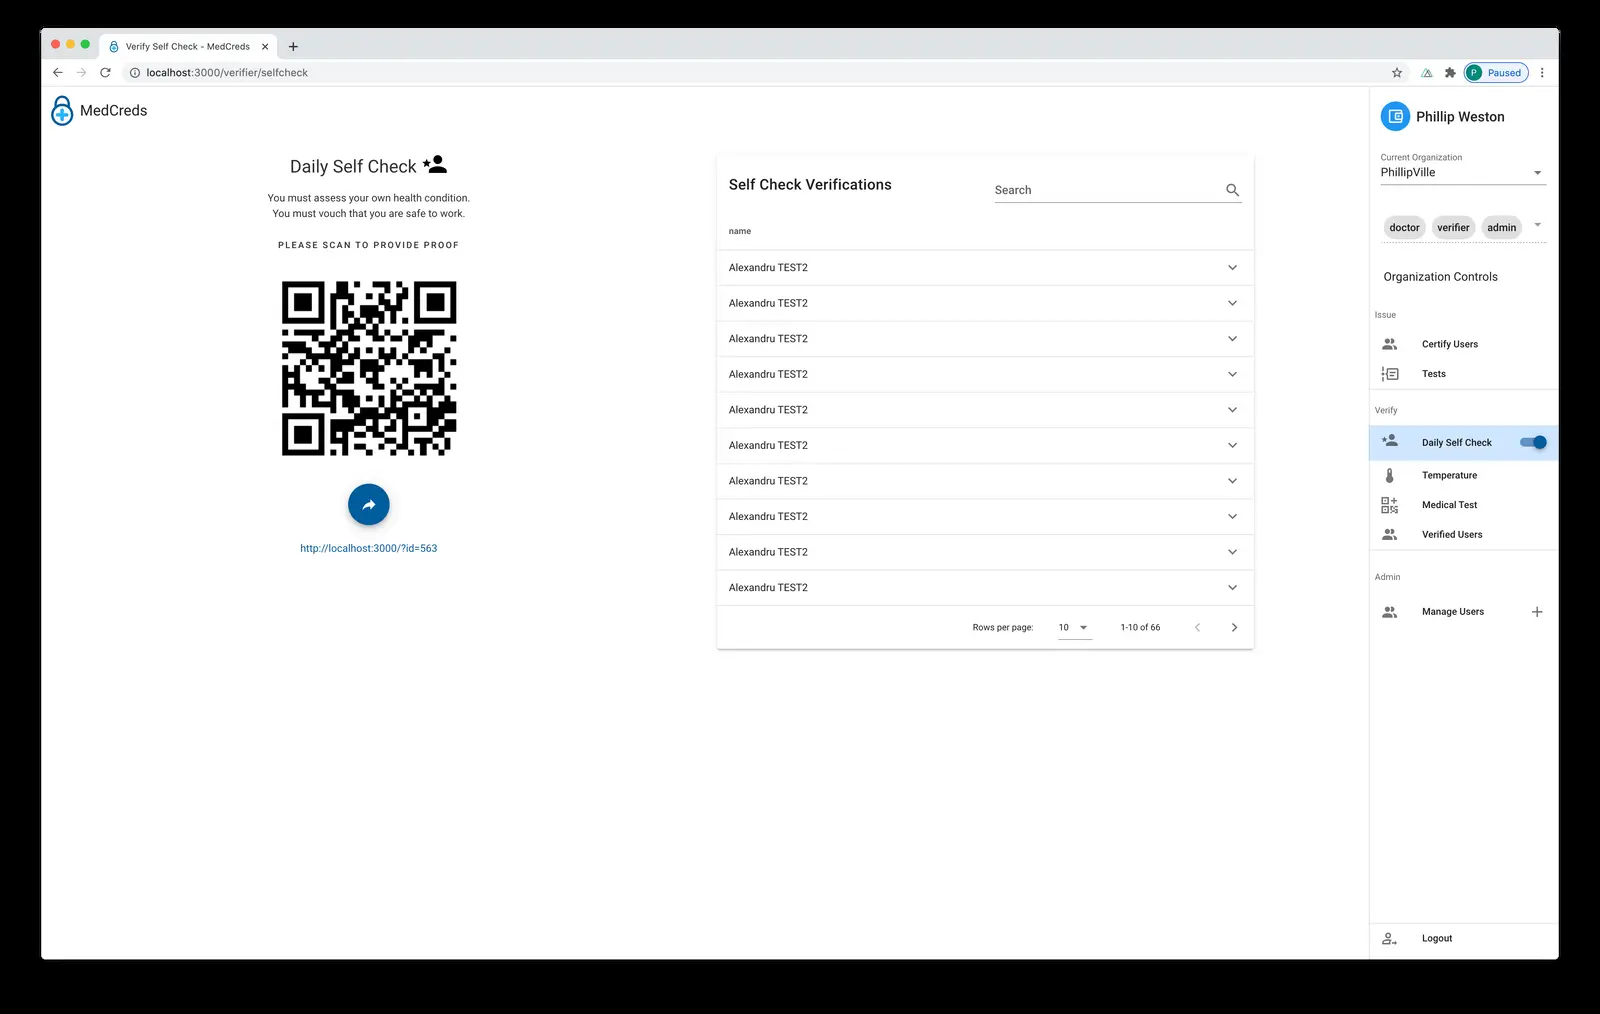 Verify Self Check - MedCreds
localhost:3000/verifier/selfcheck
P Paused
MedCreds
Daily Self Check
You must assess your own health condition.
You must vouch that you are safe to work.
PLEASE SCAN TO PROVIDE PROOF
http://localhost:3000/?id=563
Self Check Verifications
Search
name
Alexandru TEST2
Alexandru TEST2
Alexandru TEST2
Alexandru TEST2
Alexandru TEST2
Alexandru TEST2
Alexandru TEST2
Alexandru TEST2
Alexandru TEST2
Alexandru TEST2
Rows per page: 10 1-10 of 66
Phillip Weston
Current Organization
PhillipVille
doctor verifier admin
Organization Controls
Issue
Certify Users
Tests
Verify
Daily Self Check
Temperature
Medical Test
Verified Users
Admin
Manage Users
Logout